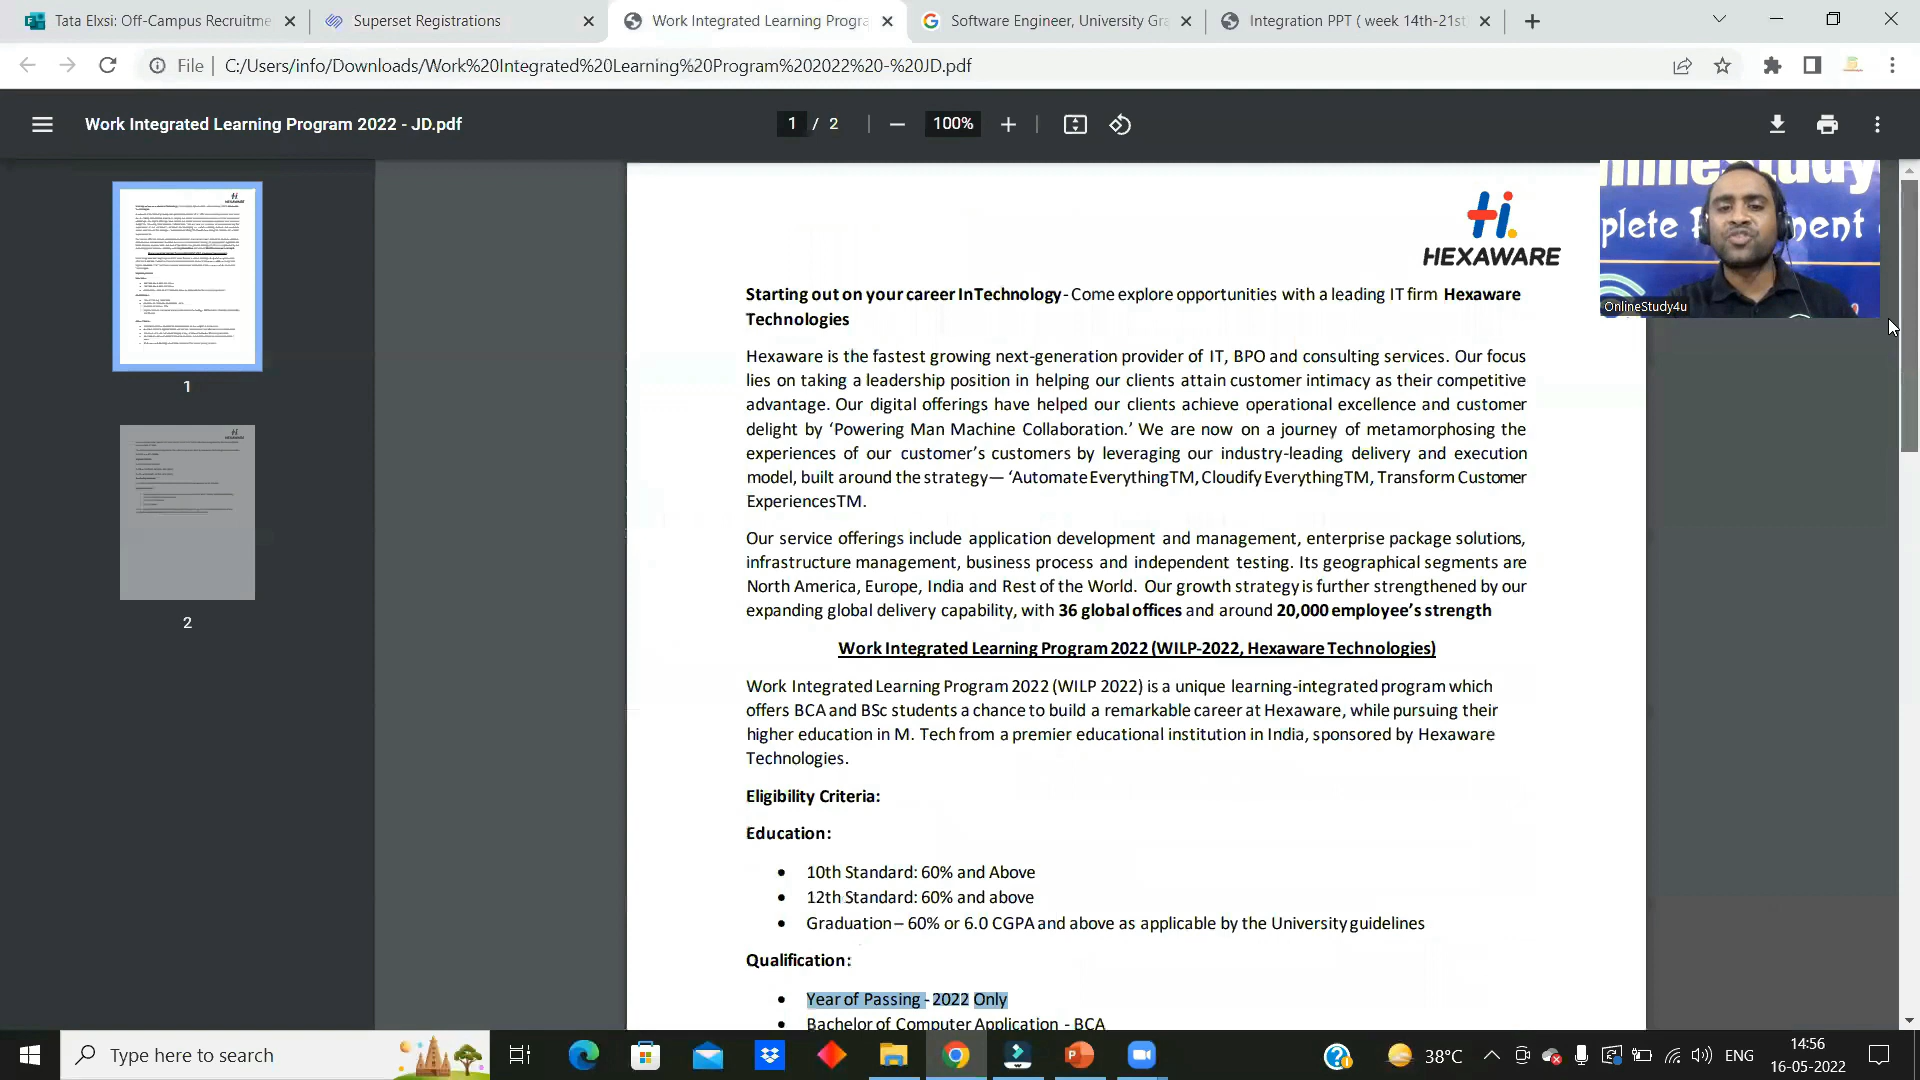 Tata Elxsi: Off-Campus Recruitme
Superset Registrations
Work Integrated Learning Progra
Software Engineer, University Gra
Integration PPT ( week 14th-21st
File
C:/Users/info/Downloads/Work%20Integrated%20Learning%20Program%202022%20-%20JD.pdf
Work Integrated Learning Program 2022 - JD.pdf
1 / 2
100%
1
2
HEXAWARE
OnlineStudy4u
Starting out on your career In Technology - Come explore opportunities with a leading IT firm Hexaware
Technologies
Hexaware is the fastest growing next-generation provider of IT, BPO and consulting services. Our focus
lies on taking a leadership position in helping our clients attain customer intimacy as their competitive
advantage. Our digital offerings have helped our clients achieve operational excellence and customer
delight by ‘Powering Man Machine Collaboration.’ We are now on a journey of metamorphosing the
experiences of our customer’s customers by leveraging our industry-leading delivery and execution
model, built around the strategy— ‘Automate EverythingTM, Cloudify EverythingTM, Transform Customer
ExperiencesTM.
Our service offerings include application development and management, enterprise package solutions,
infrastructure management, business process and independent testing. Its geographical segments are
North America, Europe, India and Rest of the World. Our growth strategy is further strengthened by our
expanding global delivery capability, with 36 global offices and around 20,000 employee’s strength
Work Integrated Learning Program 2022 (WILP-2022, Hexaware Technologies)
Work Integrated Learning Program 2022 (WILP 2022) is a unique learning-integrated program which
offers BCA and BSc students a chance to build a remarkable career at Hexaware, while pursuing their
higher education in M. Tech from a premier educational institution in India, sponsored by Hexaware
Technologies.
Eligibility Criteria:
Education:
• 10th Standard: 60% and Above
• 12th Standard: 60% and above
• Graduation – 60% or 6.0 CGPA and above as applicable by the University guidelines
Qualification:
• Year of Passing - 2022 Only
• Bachelor of Computer Application - BCA
Type here to search
38°C
ENG
14:56
16-05-2022